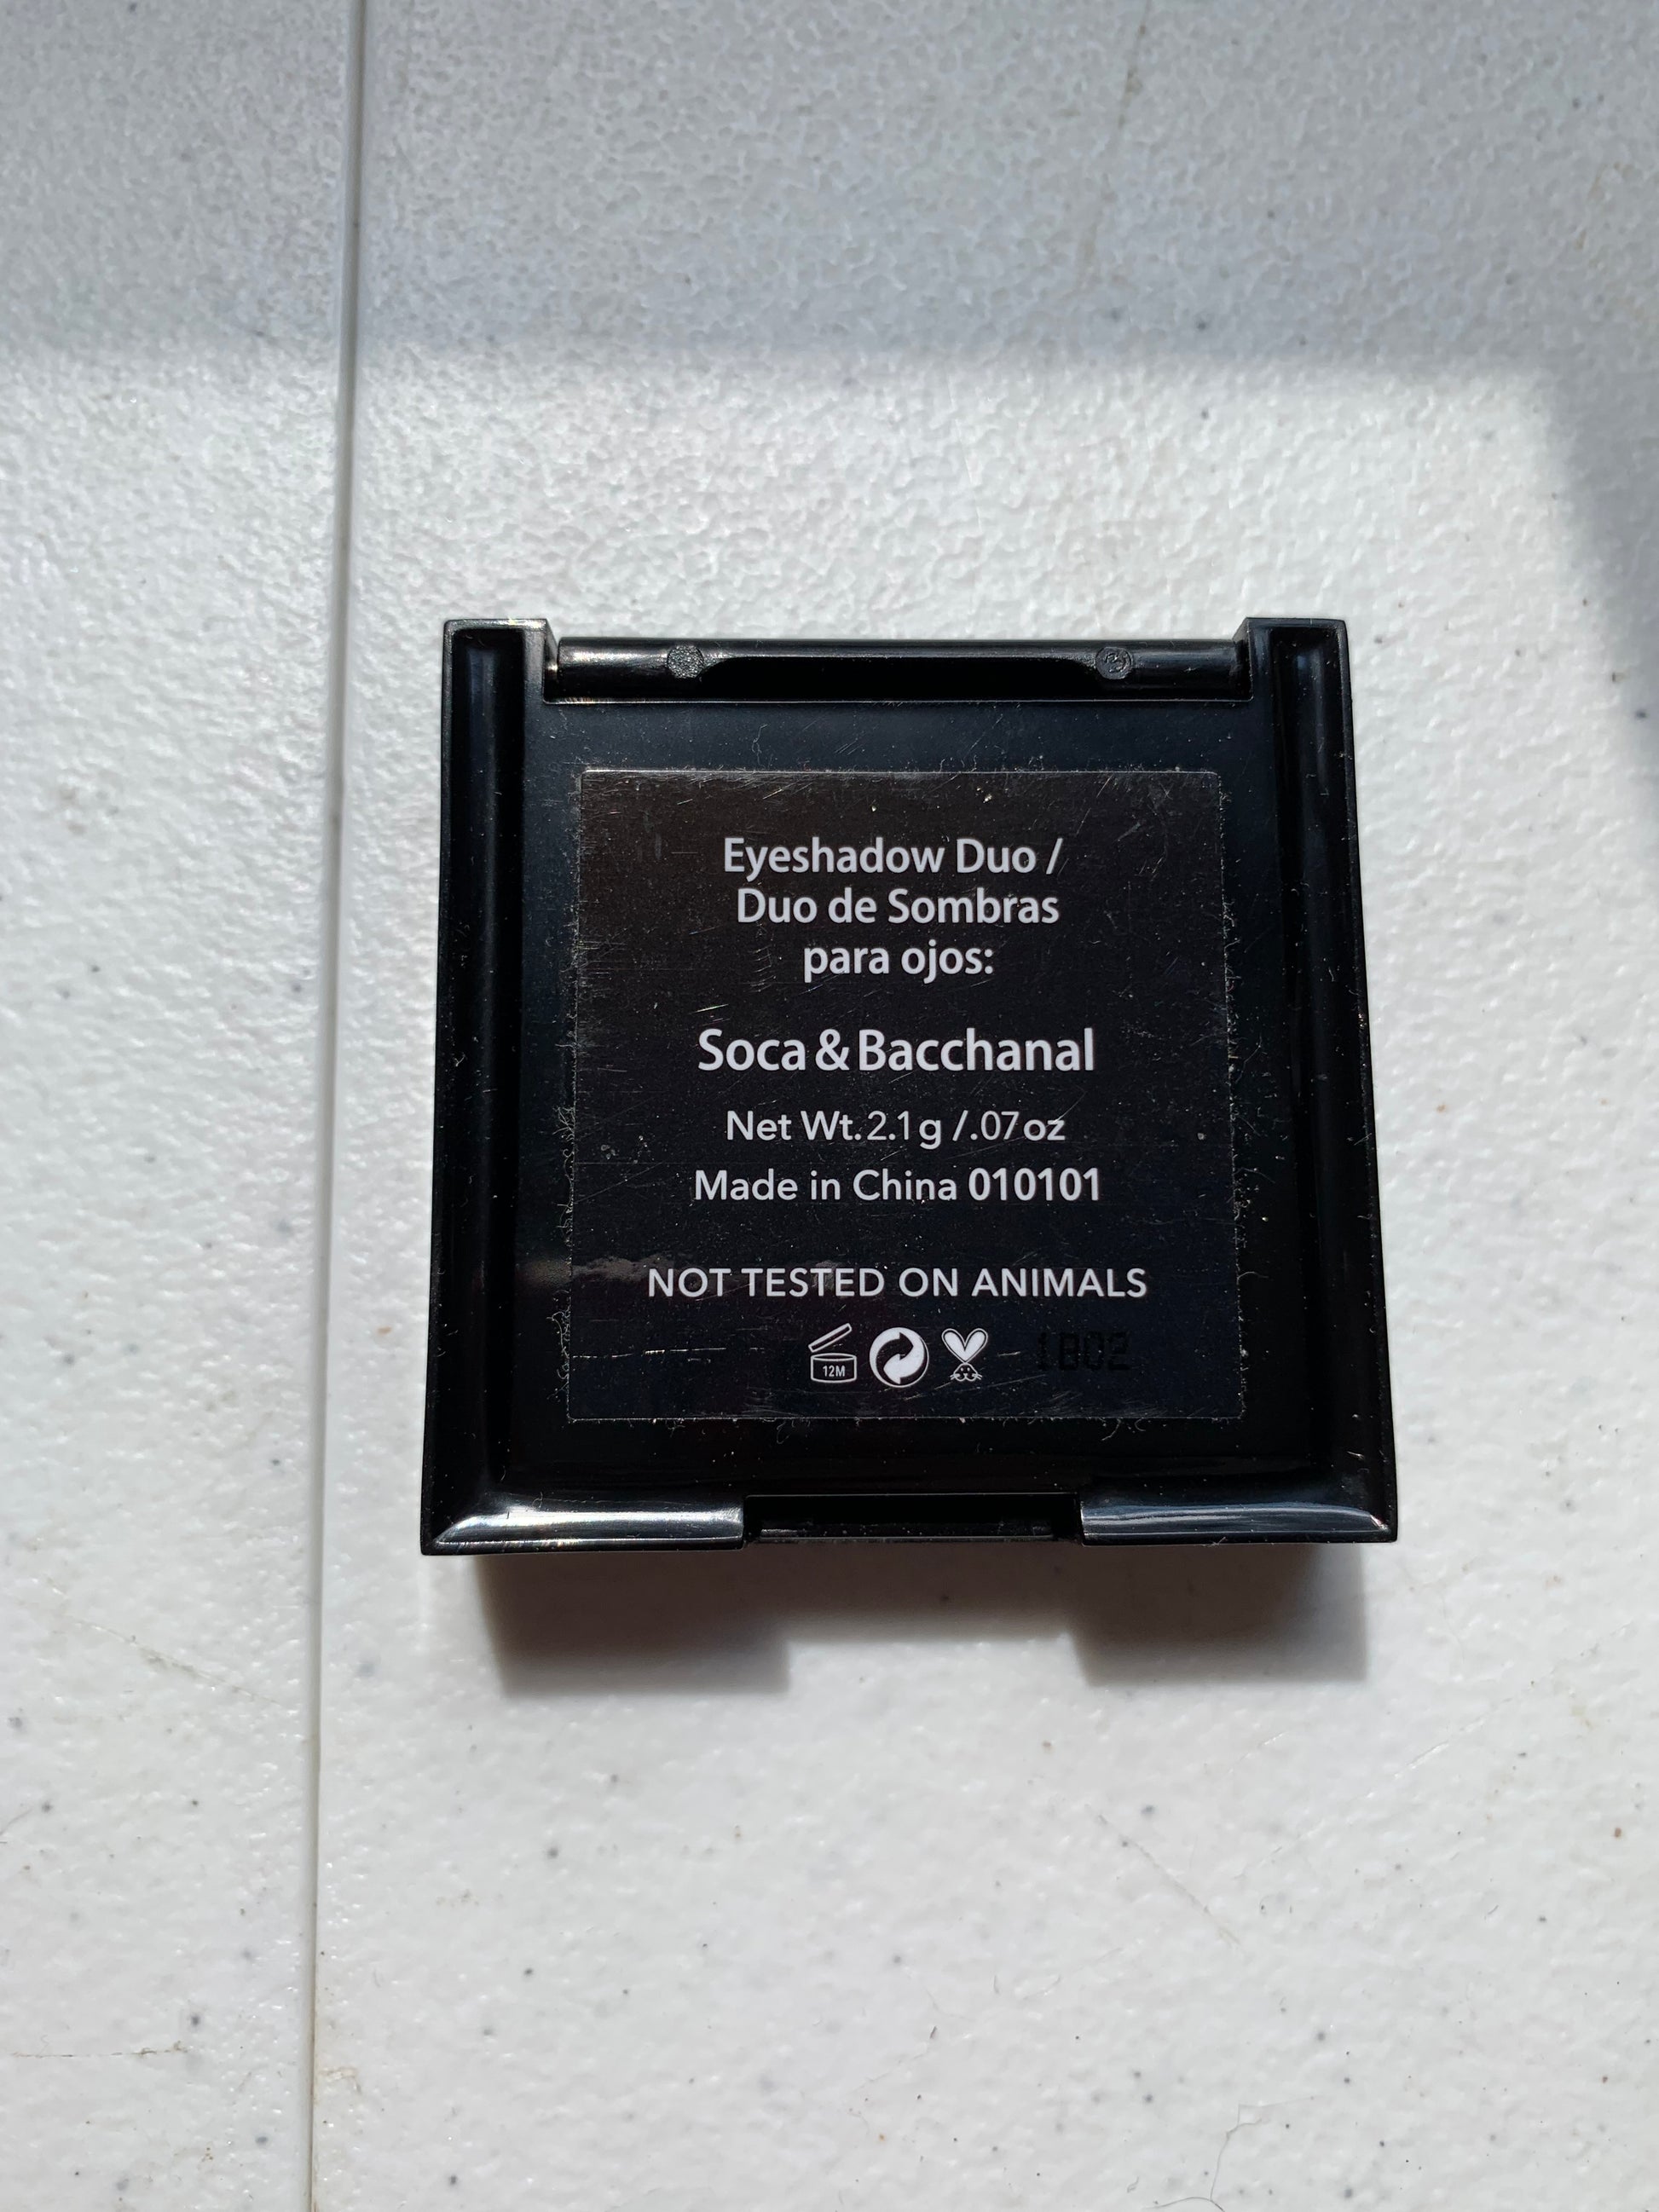 Eyeshadow Duo /
Duo de Sombras
para ojos:
Soca & Bacchanal
Net Wt. 2.1 g / .07 oz
Made in China 010101
NOT TESTED ON ANIMALS
12M
1802